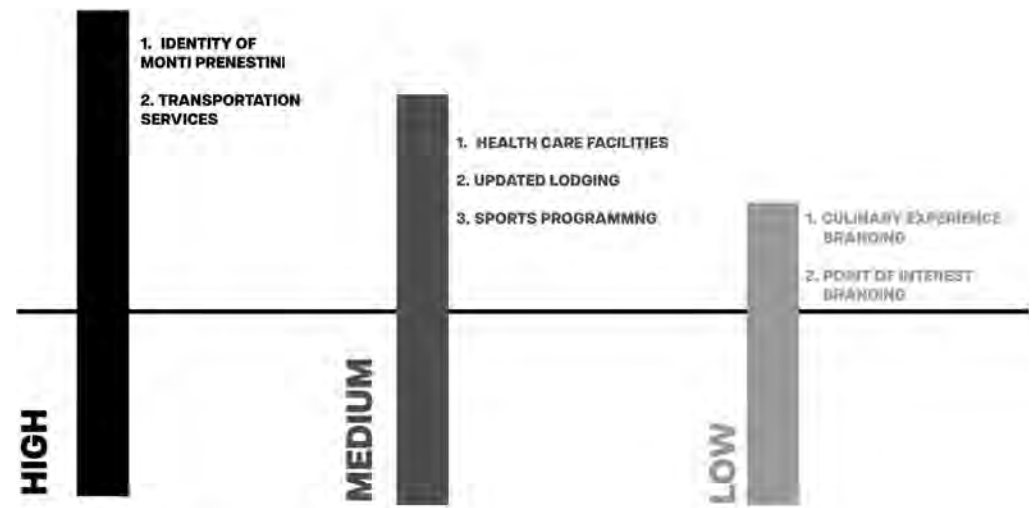 1. IDENTITY OF
MONTI PRENESTINI
2. TRANSPORTATION
SERVICES
HIGH
1. HEALTH CARE FACILITIES
2. UPDATED LODGING
3. SPORTS PROGRAMMNG
MEDIUM
1. CULINARY EXPERIENCE
BRANDING
2. POINT OF INTEREST
BRANDING
LOW